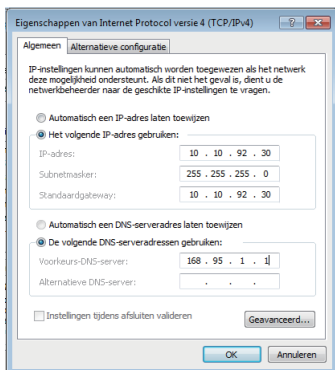 Eigenschappen van Internet Protocol versie 4 (TCP/IPv4)
Algemeen Alternatieve configuratie
IP-instellingen kunnen automatisch worden toegewezen als het netwerk
deze mogelijkheid ondersteunt. Als dit niet het geval is, dient u de
netwerkbeheerder naar de geschikte IP-instellingen te vragen.
Automatisch een IP-adres laten toewijzen
Het volgende IP-adres gebruiken:
IP-adres: 10 . 10 . 92 . 30
Subnetmasker: 255 . 255 . 255 . 0
Standaardgateway: 10 . 10 . 92 . 30
Automatisch een DNS-serveradres laten toewijzen
De volgende DNS-serveradressen gebruiken:
Voorkeurs-DNS-server: 168 . 95 . 1 . 1
Alternatieve DNS-server: . . .
Instellingen tijdens afsluiten valideren
Geavanceerd...
OK Annuleren